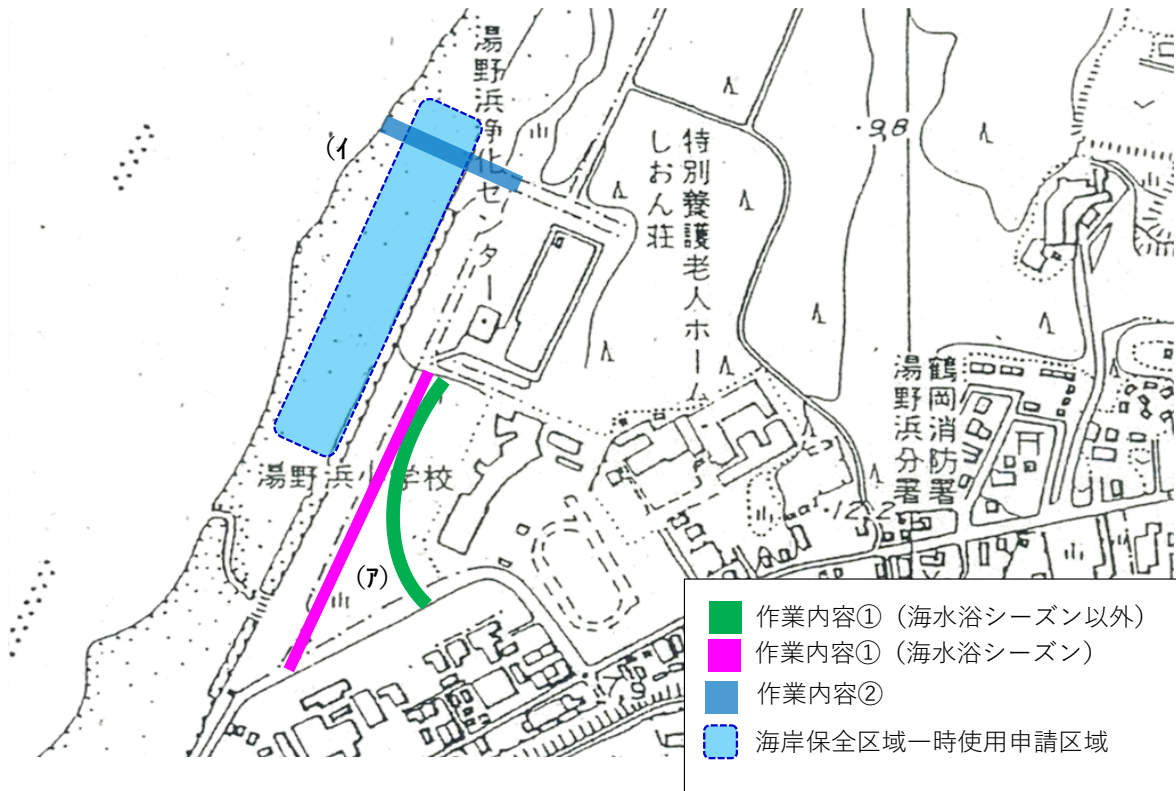 湯野浜浄化センター
特別養護老人ホーム
しおん荘
9,8
(イ
湯野浜小学校
(ア)
鶴岡消防署
湯野浜分署
12.2
作業内容①(海水浴シーズン以外)
作業内容①(海水浴シーズン)
作業内容②
海岸保全区域一時使用申請区域